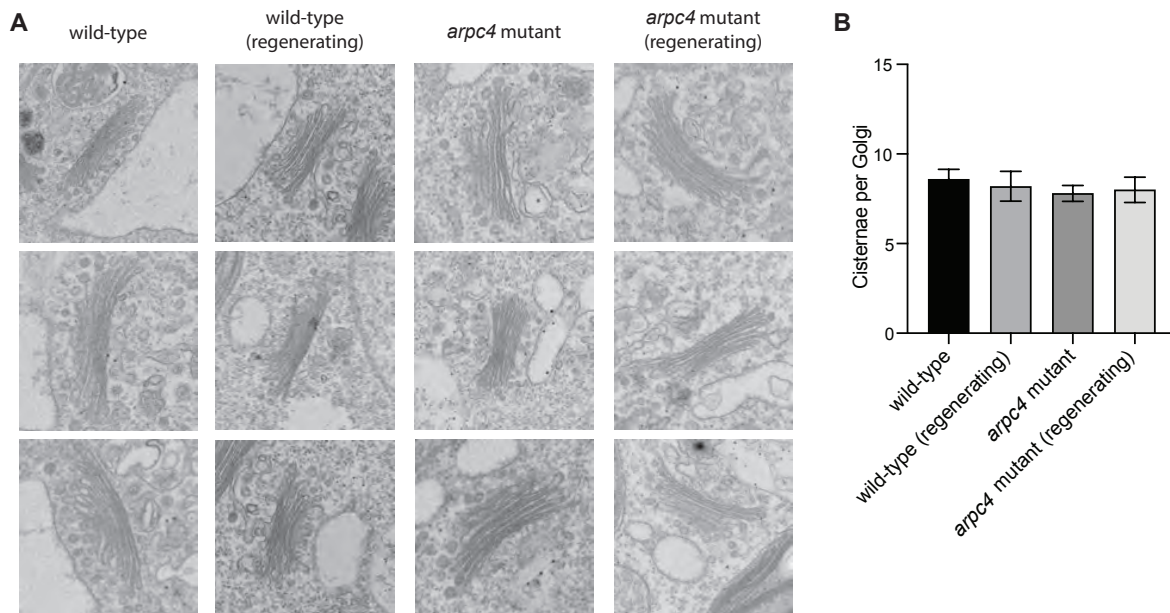 A
wild-type
wild-type
(regenerating)
arpc4 mutant
arpc4 mutant
(regenerating)
B
15
10
5
0
Cisternae per Golgi
wild-type
wild-type (regenerating)
arpc4 mutant
arpc4 mutant (regenerating)